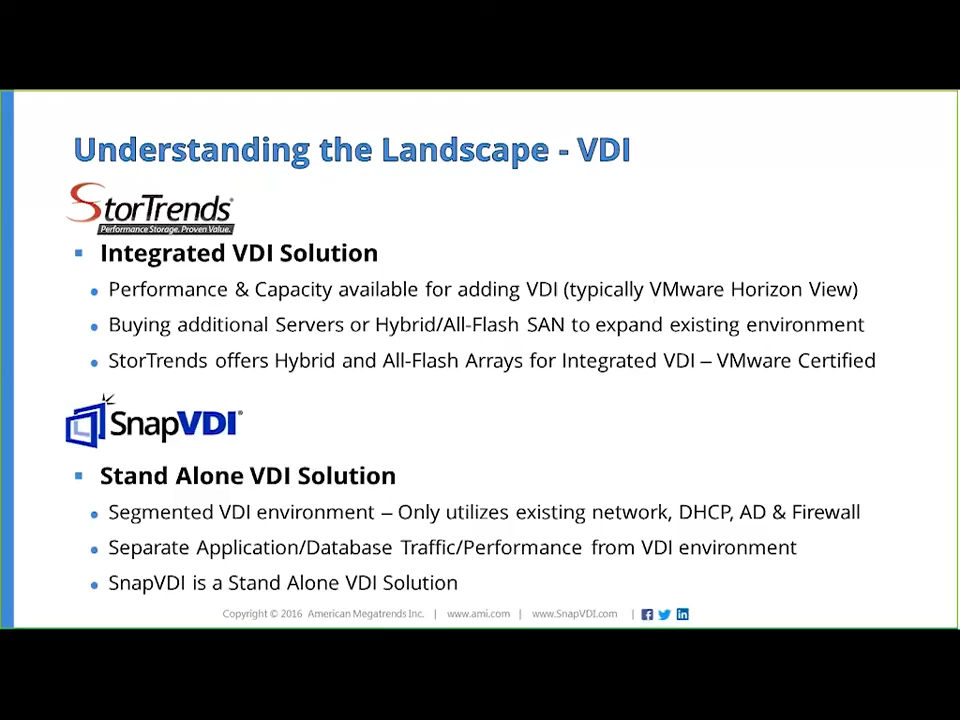 Understanding the Landscape - VDI
StorTrends®
Performance Storage. Proven Value.
▪ Integrated VDI Solution
• Performance & Capacity available for adding VDI (typically VMware Horizon View)
• Buying additional Servers or Hybrid/All-Flash SAN to expand existing environment
• StorTrends offers Hybrid and All-Flash Arrays for Integrated VDI – VMware Certified
SnapVDI®
▪ Stand Alone VDI Solution
• Segmented VDI environment – Only utilizes existing network, DHCP, AD & Firewall
• Separate Application/Database Traffic/Performance from VDI environment
• SnapVDI is a Stand Alone VDI Solution
Copyright © 2016 American Megatrends Inc. | www.ami.com | www.SnapVDI.com |